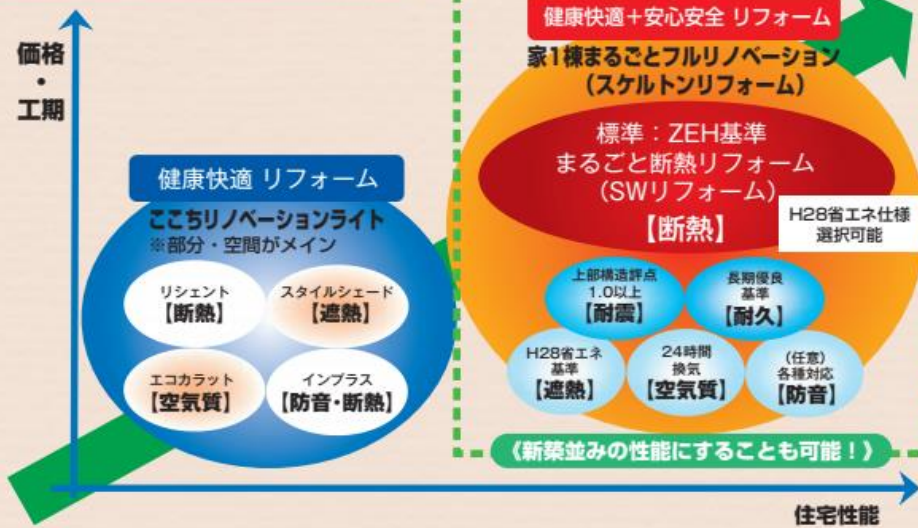 価格
・
工期
健康快適 リフォーム
ここちリノベーションライト
※部分・空間がメイン
リシェント
【断熱】
スタイルシェード
【遮熱】
エコカラット
【空気質】
インプラス
【防音・断熱】
健康快適＋安心安全 リフォーム
家1棟まるごとフルリノベーション
（スケルトンリフォーム）
標準：ZEH基準
まるごと断熱リフォーム
（SWリフォーム）
【断熱】
H28省エネ仕様
選択可能
上部構造評点
1.0以上
【耐震】
長期優良
基準
【耐久】
H28省エネ
基準
【遮熱】
24時間
換気
【空気質】
（任意）
各種対応
【防音】
《新築並みの性能にすることも可能！》
住宅性能